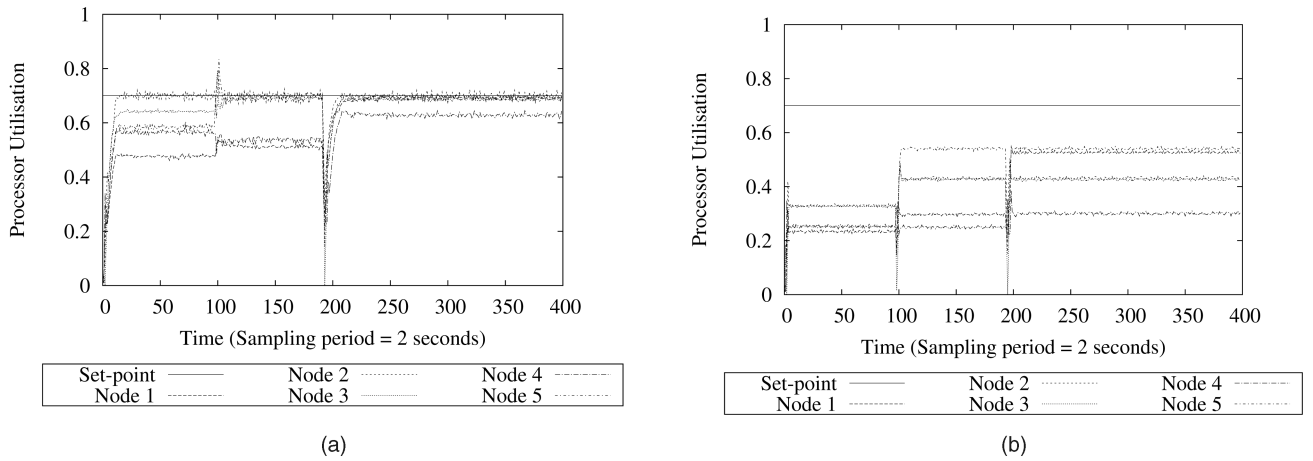 1
0.8
0.6
0.4
0.2
0
Processor Utilisation
0 50 100 150 200 250 300 350 400
Time (Sampling period = 2 seconds)
Set-point Node 2 Node 4
Node 1 Node 3 Node 5
(a)
1
0.8
0.6
0.4
0.2
0
Processor Utilisation
0 50 100 150 200 250 300 350 400
Time (Sampling period = 2 seconds)
Set-point Node 2 Node 4
Node 1 Node 3 Node 5
(b)